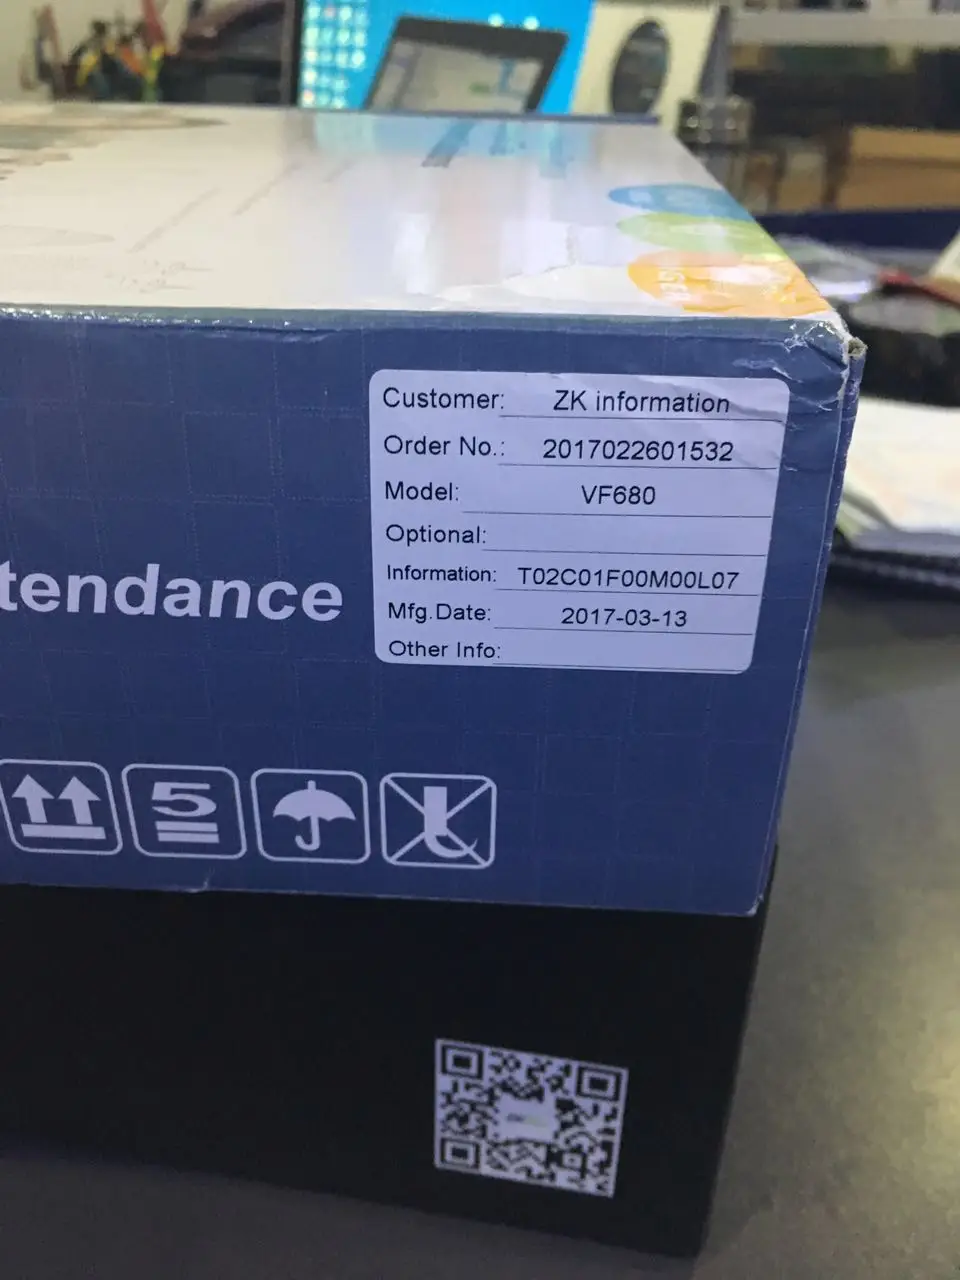 Customer: ZK information
Order No.: 2017022601532
Model: VF680
Optional:
Information: T02C01F00M00L07
Mfg.Date: 2017-03-13
Other Info:
tendance
5